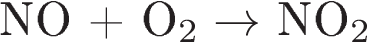 NO + O₂ → NO₂